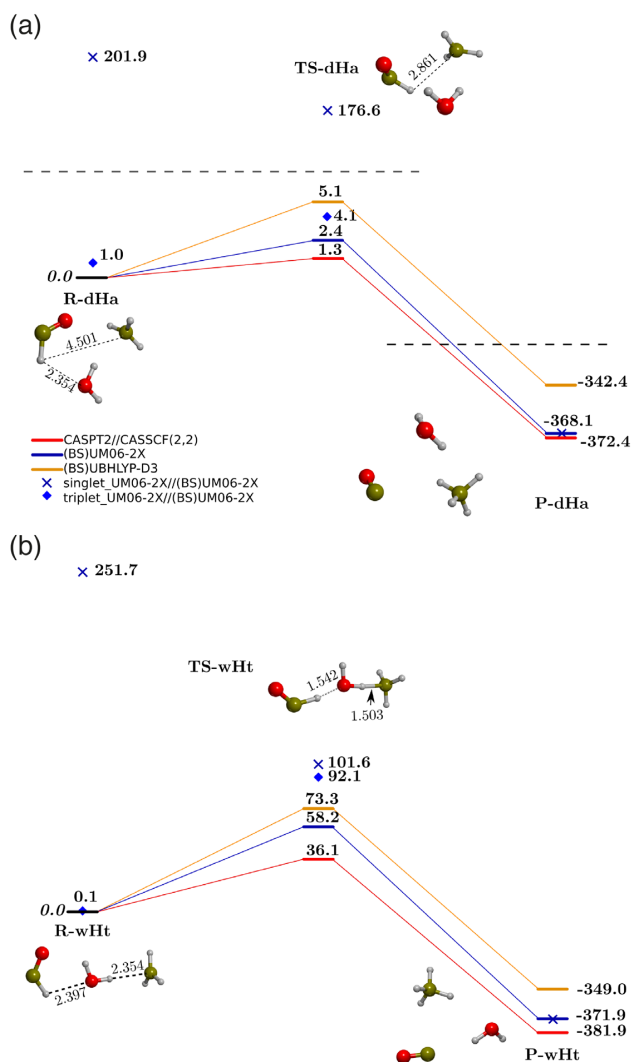 (a)
201.9
TS-dHa
2.861
176.6
5.1
4.1
2.4
1.3
1.0
0.0
R-dHa
4.501
2.354
-342.4
-368.1
-372.4
CASPT2//CASSCF(2,2)
(BS)UM06-2X
(BS)UBHLYP-D3
singlet_UM06-2X//(BS)UM06-2X
triplet_UM06-2X//(BS)UM06-2X
P-dHa
(b)
251.7
TS-wHt
1.542
1.503
101.6
92.1
73.3
58.2
36.1
0.1
0.0
R-wHt
2.354
2.397
-349.0
-371.9
-381.9
P-wHt